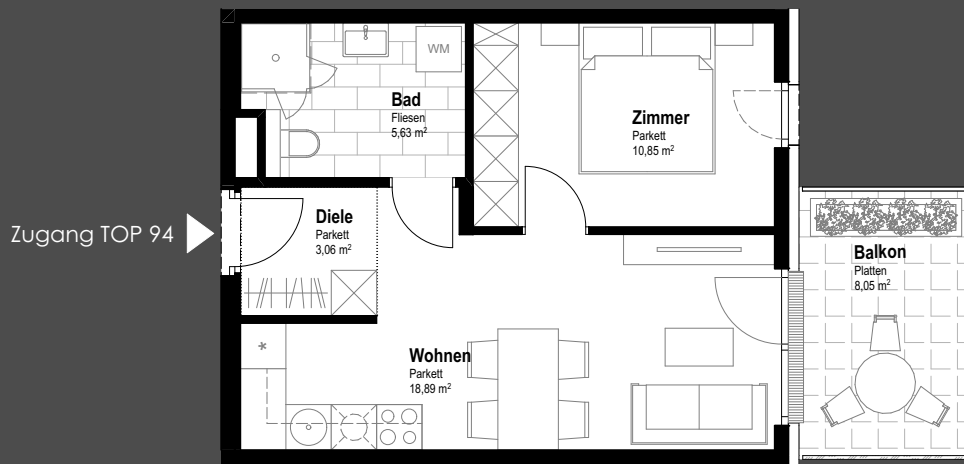 WM
Bad
Fliesen
5,63 m²
Zimmer
Parkett
10,85 m²
Zugang TOP 94
Diele
Parkett
3,06 m²
Balkon
Platten
8,05 m²
*
Wohnen
Parkett
18,89 m²